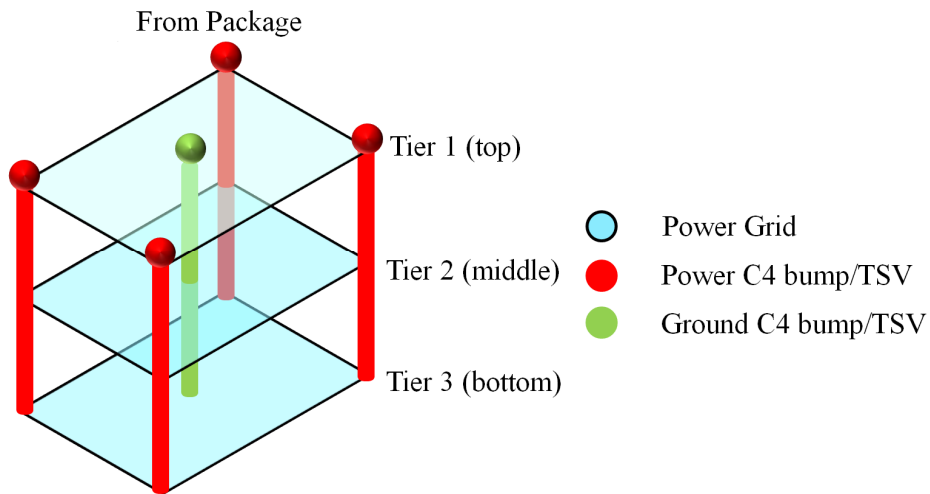 From Package
Tier 1 (top)
Tier 2 (middle)
Tier 3 (bottom)
Power Grid
Power C4 bump/TSV
Ground C4 bump/TSV